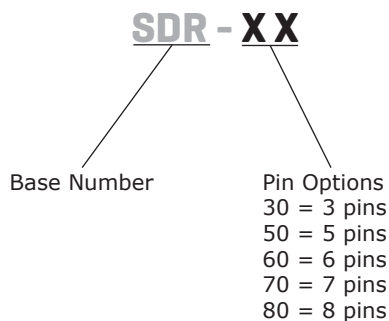 SDR - XX
Base Number
Pin Options
30 = 3 pins
50 = 5 pins
60 = 6 pins
70 = 7 pins
80 = 8 pins